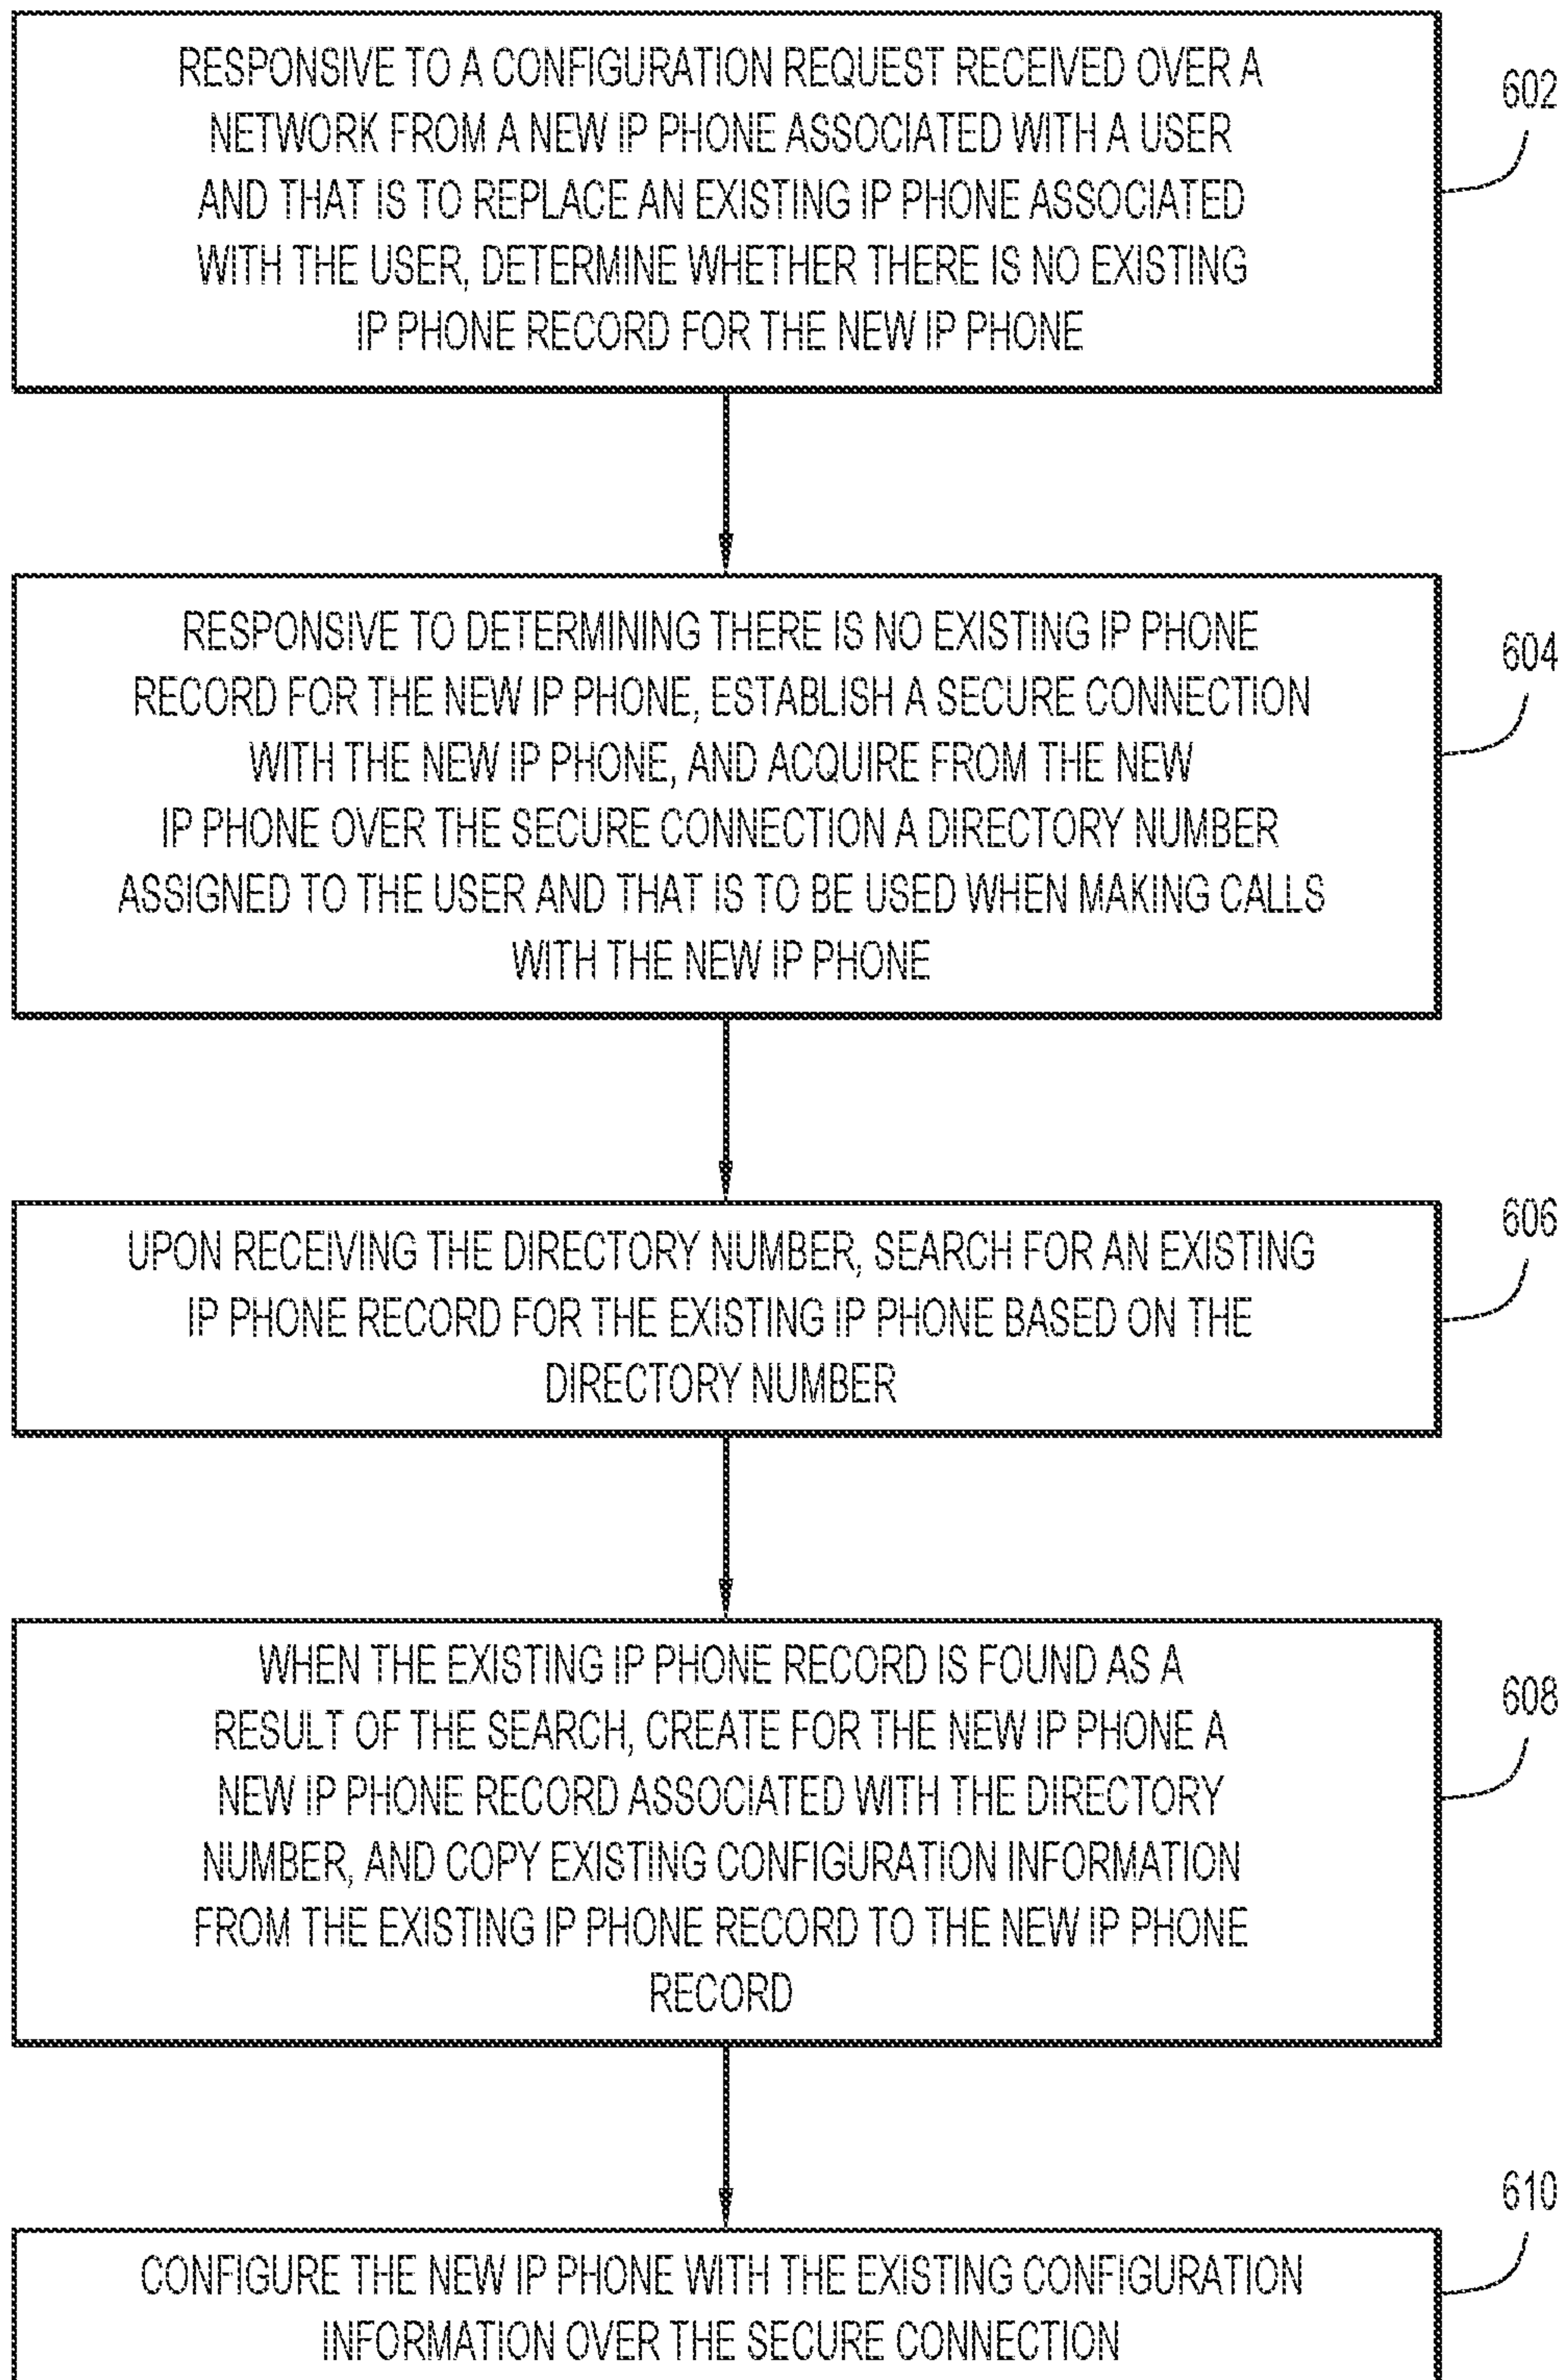 RESPONSIVE TO A CONFIGURATION REQUEST RECEIVED OVER A
NETWORK FROM A NEW IP PHONE ASSOCIATED WITH A USER
AND THAT IS TO REPLACE AN EXISTING IP PHONE ASSOCIATED
WITH THE USER, DETERMINE WHETHER THERE IS NO EXISTING
IP PHONE RECORD FOR THE NEW IP PHONE
602
RESPONSIVE TO DETERMINING THERE IS NO EXISTING IP PHONE
RECORD FOR THE NEW IP PHONE, ESTABLISH A SECURE CONNECTION
WITH THE NEW IP PHONE, AND ACQUIRE FROM THE NEW
IP PHONE OVER THE SECURE CONNECTION A DIRECTORY NUMBER
ASSIGNED TO THE USER AND THAT IS TO BE USED WHEN MAKING CALLS
WITH THE NEW IP PHONE
604
UPON RECEIVING THE DIRECTORY NUMBER, SEARCH FOR AN EXISTING
IP PHONE RECORD FOR THE EXISTING IP PHONE BASED ON THE
DIRECTORY NUMBER
606
WHEN THE EXISTING IP PHONE RECORD IS FOUND AS A
RESULT OF THE SEARCH, CREATE FOR THE NEW IP PHONE A
NEW IP PHONE RECORD ASSOCIATED WITH THE DIRECTORY
NUMBER, AND COPY EXISTING CONFIGURATION INFORMATION
FROM THE EXISTING IP PHONE RECORD TO THE NEW IP PHONE
RECORD
608
CONFIGURE THE NEW IP PHONE WITH THE EXISTING CONFIGURATION
INFORMATION OVER THE SECURE CONNECTION
610